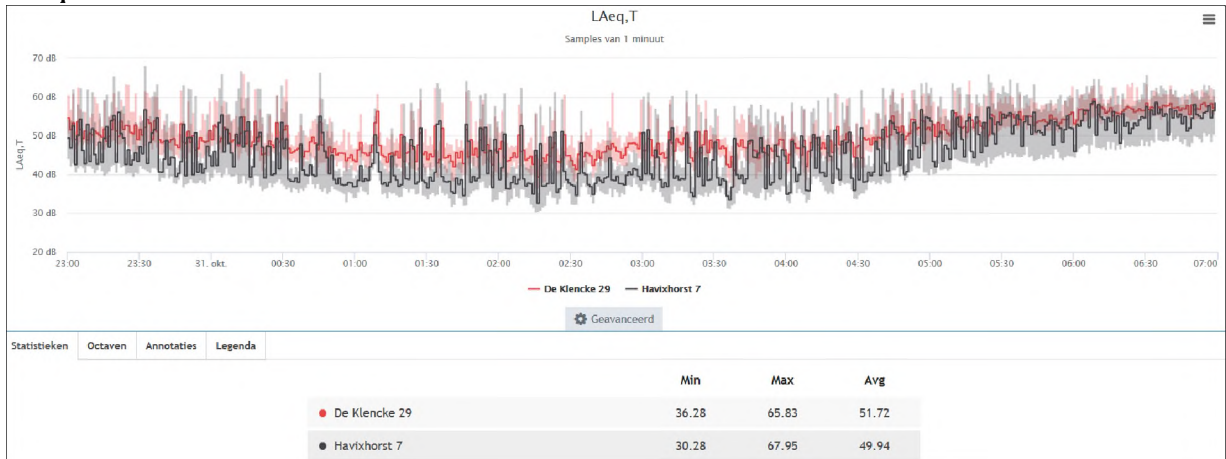 LAeq,T
Samples van 1 minuut
70 dB
60 dB
50 dB
40 dB
30 dB
20 dB
LAeq,T
23:00 23:30 31. okt. 00:30 01:00 01:30 02:00 02:30 03:00 03:30 04:00 04:30 05:00 05:30 06:00 06:30 07:00
De Klencke 29 Havixhorst 7
Geavanceerd
Statistieken Octaven Annotaties Legenda
Min Max Avg
De Klencke 29 36.28 65.83 51.72
Havixhorst 7 30.28 67.95 49.94